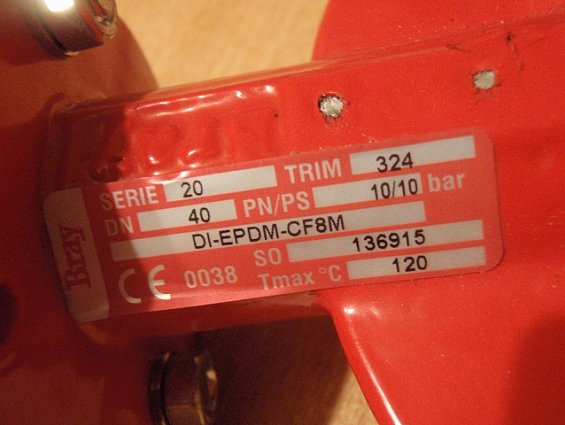 SERIE 20 TRIM 324
DN 40 PN/PS 10/10 bar
DI-EPDM-CF8M
Bray CE 0038 SO 136915
Tmax °C 120